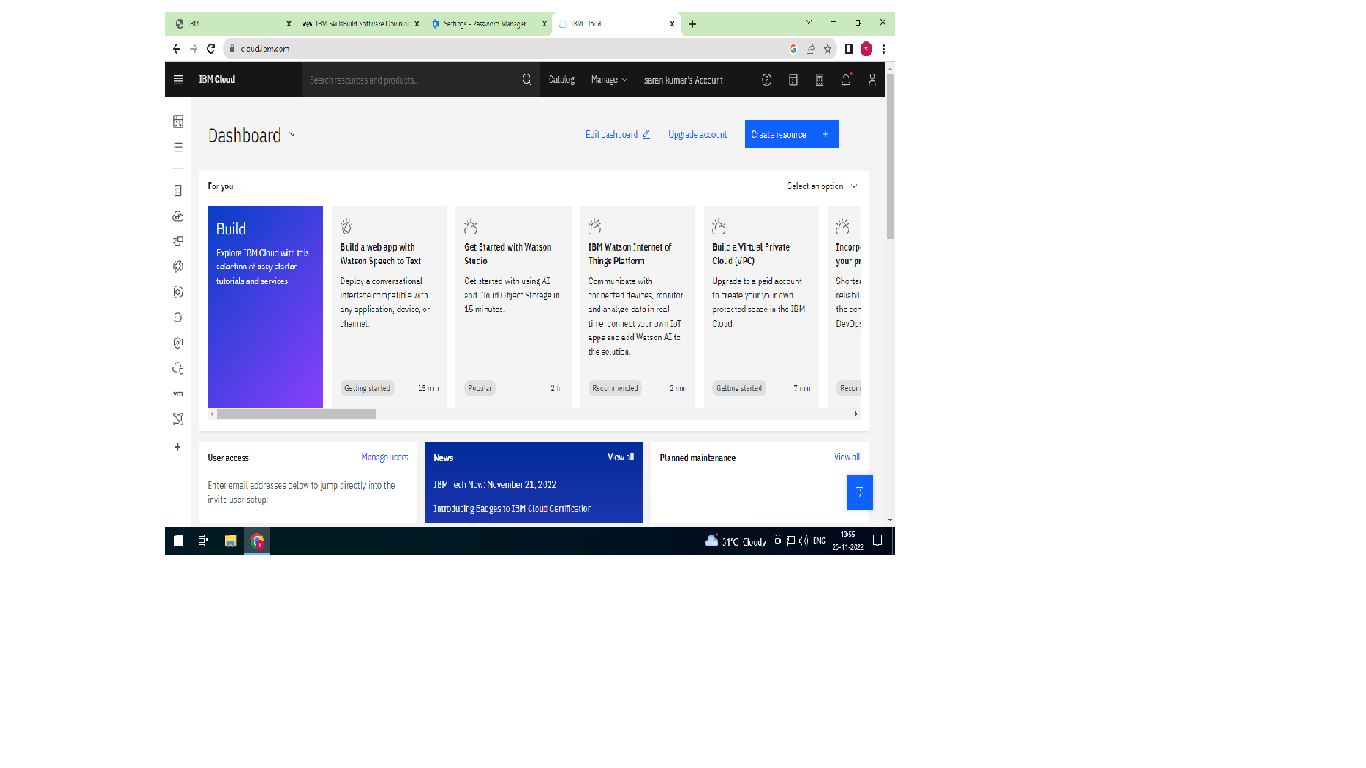 IBM
IBM SkillsBuild Software Downloads
Settings - Password Manager
IBM Cloud
cloud.ibm.com
IBM Cloud
Search resources and products...
Catalog
Manage
saran kumar's Account
Dashboard
Edit dashboard
Upgrade account
Create resource +
For you
Select an option
Build
Explore IBM Cloud with this
selection of easy starter
tutorials and services.
Build a web app with
Watson Speech to Text
Deploy a conversational
interface compatible with
any application, device, or
channel.
Getting started
15 min
Get Started with Watson
Studio
Get started with using AI
and Cloud Object Storage in
15 minutes.
Popular
2 hr
IBM Watson Internet of
Things Platform
Communicate with
connected devices, monitor
and analyze data in real
time, connect your own IoT
apps and add Watson AI to
the solution.
Recommended
2 min
Build a Virtual Private
Cloud (VPC)
Upgrade to a paid account
to create your your own
protected space in the IBM
Cloud.
Getting started
7 min
Incorp
your pr
Shorte
reliabil
the cor
DevOps
Recom
User access
Manage users
Enter email addresses below to jump directly into the
invite user setup:
News
View all
IBM Tech Now: November 21, 2022
Introducing Badges to IBM Cloud Certification
Planned maintenance
View all
31°C Cloudy
ENG
25-11-2022